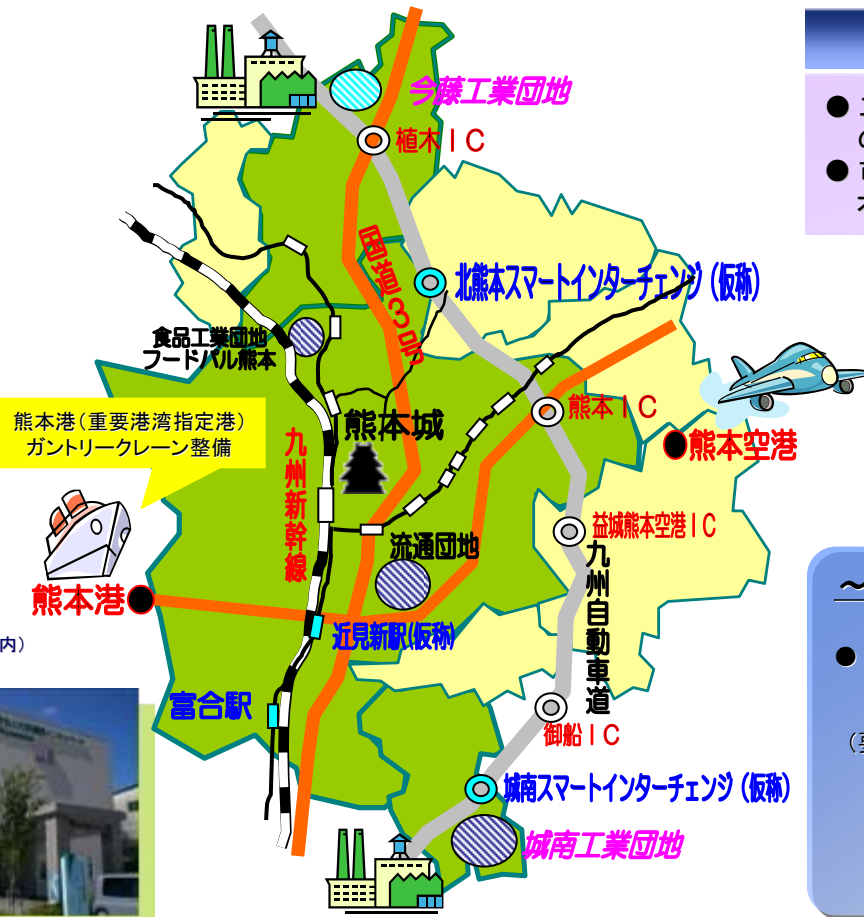 今藤工業団地
植木IC
国道3号
北熊本スマートインターチェンジ（仮称）
食品工業団地
フードパル熊本
熊本港（重要港湾指定港）
ガントリークレーン整備
熊本城
熊本IC
熊本空港
九州新幹線
益城熊本空港IC
流通団地
九州自動車道
熊本港
近見新駅(仮称)
内）
富合駅
御船IC
城南スマートインターチェンジ（仮称）
城南工業団地